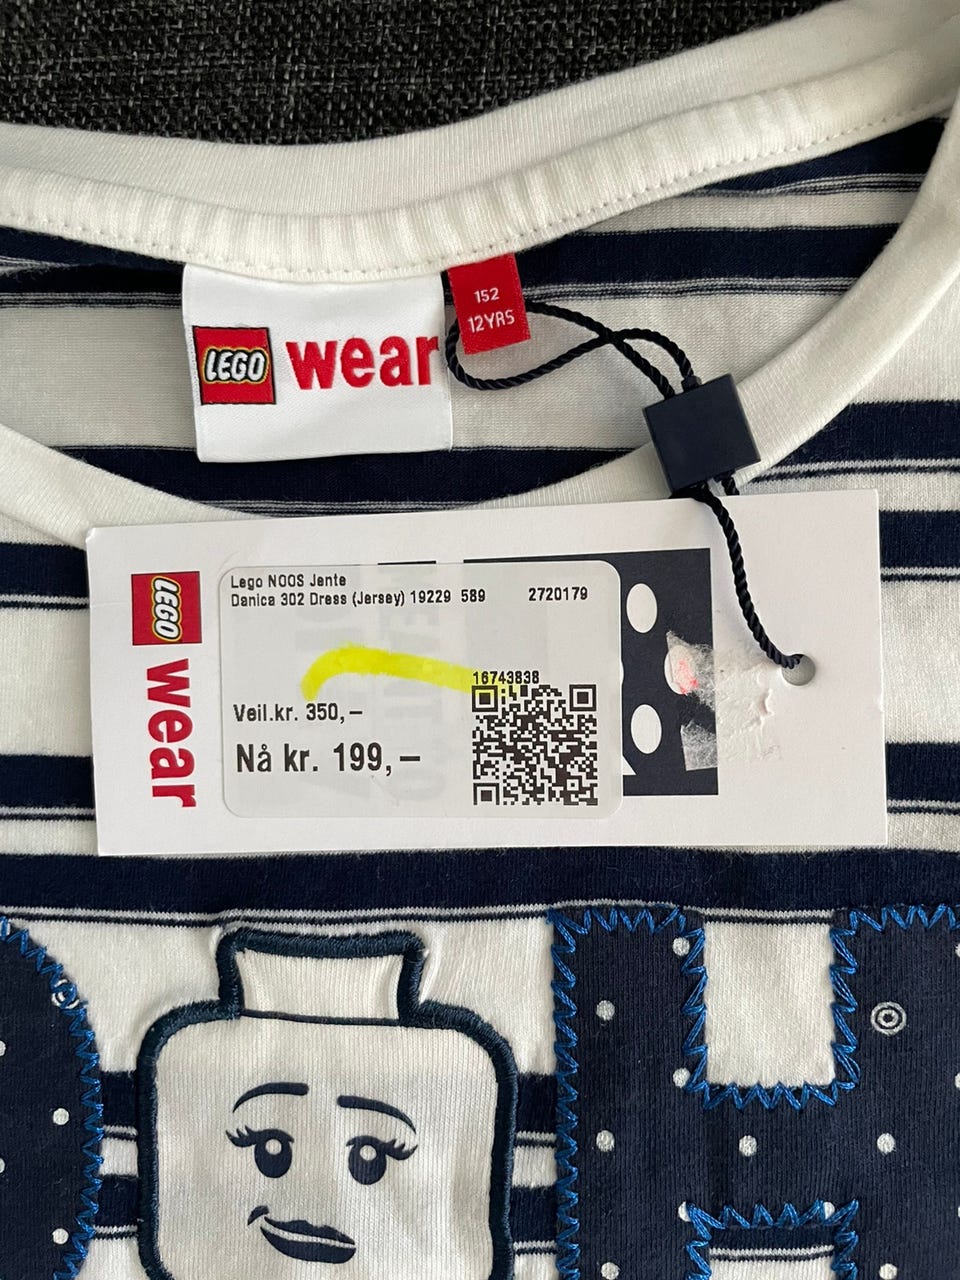 LEGO wear
152
12YRS
LEGO wear
Lego NOOS Jente
Danica 302 Dress (Jersey) 19229 589 2720179
16743838
Veil.kr. 350,–
Nå kr. 199,–